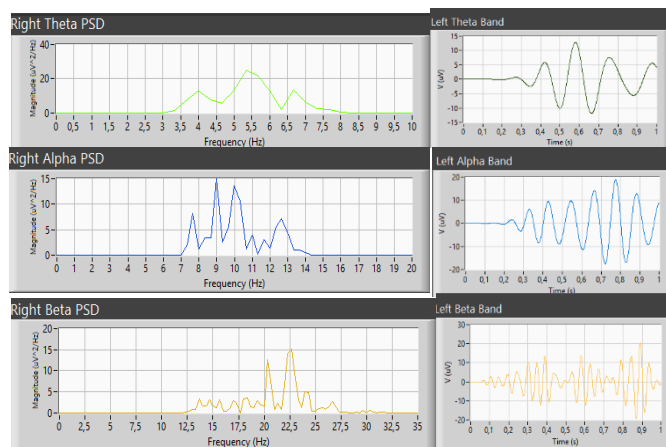 Right Theta PSD
Magnitude (uV^2/Hz)
40
20
0
0 0,5 1 1,5 2 2,5 3 3,5 4 4,5 5 5,5 6 6,5 7 7,5 8 8,5 9 9,5 10
Frequency (Hz)
Left Theta Band
V (uV)
15
10
5
0
-5
-10
-15
0 0,1 0,2 0,3 0,4 0,5 0,6 0,7 0,8 0,9 1
Time (s)
Right Alpha PSD
Magnitude (uV^2/Hz)
15
10
5
0
0 1 2 3 4 5 6 7 8 9 10 11 12 13 14 15 16 17 18 19 20
Frequency (Hz)
Left Alpha Band
V (uV)
20
10
0
-10
-20
0 0,1 0,2 0,3 0,4 0,5 0,6 0,7 0,8 0,9 1
Time (s)
Right Beta PSD
Magnitude (uV^2/Hz)
20
15
10
5
0
0 2,5 5 7,5 10 12,5 15 17,5 20 22,5 25 27,5 30 32,5 35
Frequency (Hz)
Left Beta Band
V (uV)
30
20
10
0
-10
-20
0 0,1 0,2 0,3 0,4 0,5 0,6 0,7 0,8 0,9 1
Time (s)